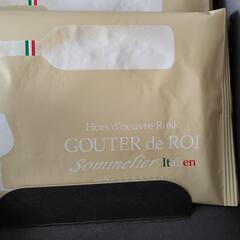 Hors d'oeuvre Rusk
GOUTER de ROI
Sommelier Italien